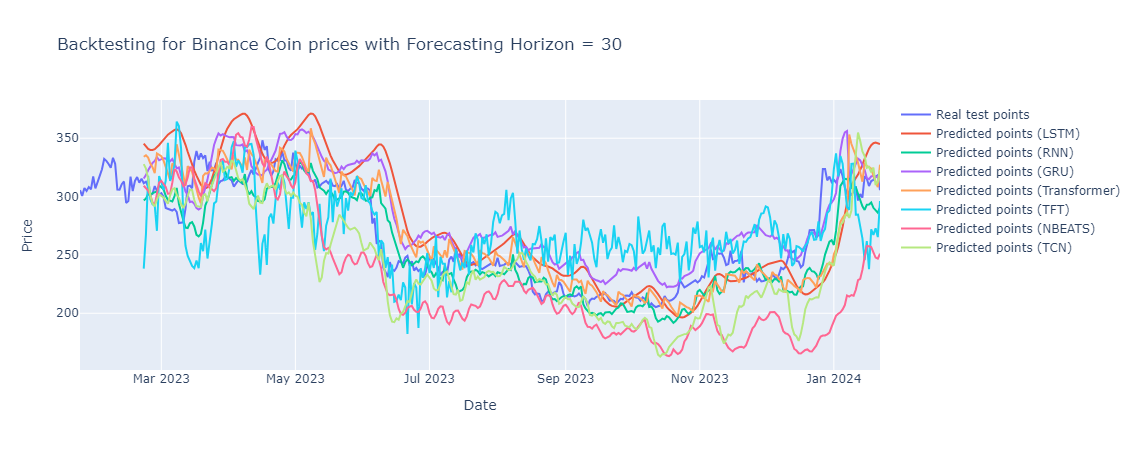 Backtesting for Binance Coin prices with Forecasting Horizon = 30
Real test points
Predicted points (LSTM)
Predicted points (RNN)
Predicted points (GRU)
Predicted points (Transformer)
Predicted points (TFT)
Predicted points (NBEATS)
Predicted points (TCN)
Price
350
300
250
200
Mar 2023 May 2023 Jul 2023 Sep 2023 Nov 2023 Jan 2024
Date